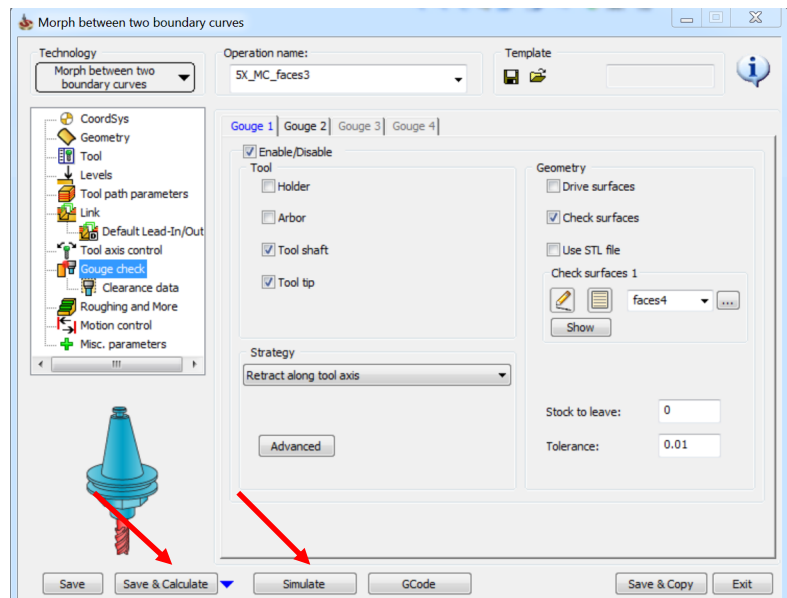 Morph between two boundary curves
Technology
Morph between two
boundary curves
Operation name:
5X_MC_faces3
Template
CoordSys
Geometry
Tool
Levels
Tool path parameters
Link
Default Lead-In/Out
Tool axis control
Gouge check
Clearance data
Roughing and More
Motion control
Misc. parameters
Gouge 1 Gouge 2 Gouge 3 Gouge 4
Enable/Disable
Tool
Holder
Arbor
Tool shaft
Tool tip
Strategy
Retract along tool axis
Advanced
Geometry
Drive surfaces
Check surfaces
Use STL file
Check surfaces 1
faces4 ...
Show
Stock to leave: 0
Tolerance: 0.01
Save Save & Calculate Simulate GCode Save & Copy Exit